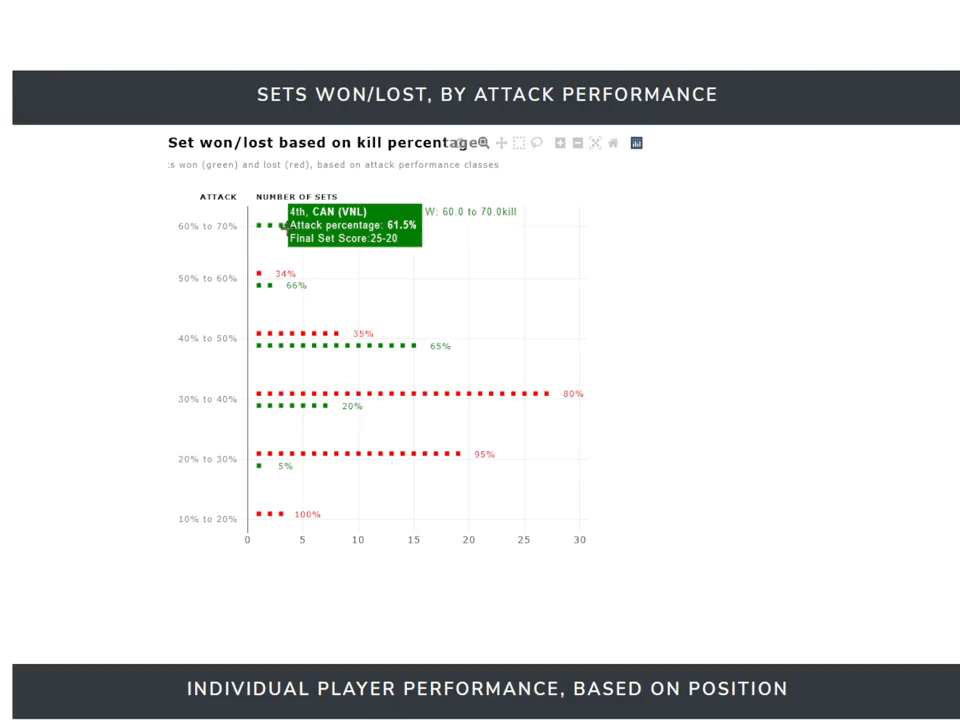 SETS WON/LOST, BY ATTACK PERFORMANCE
Set won/lost based on kill percentage
:s won (green) and lost (red), based on attack performance classes
ATTACK NUMBER OF SETS
4th, CAN (VNL) W: 60.0 to 70.0kill
Attack percentage: 61.5%
Final Set Score:25-20
60% to 70%
34%
50% to 60%
66%
35%
40% to 50%
65%
80%
30% to 40%
20%
95%
20% to 30%
5%
100%
10% to 20%
0 5 10 15 20 25 30
INDIVIDUAL PLAYER PERFORMANCE, BASED ON POSITION